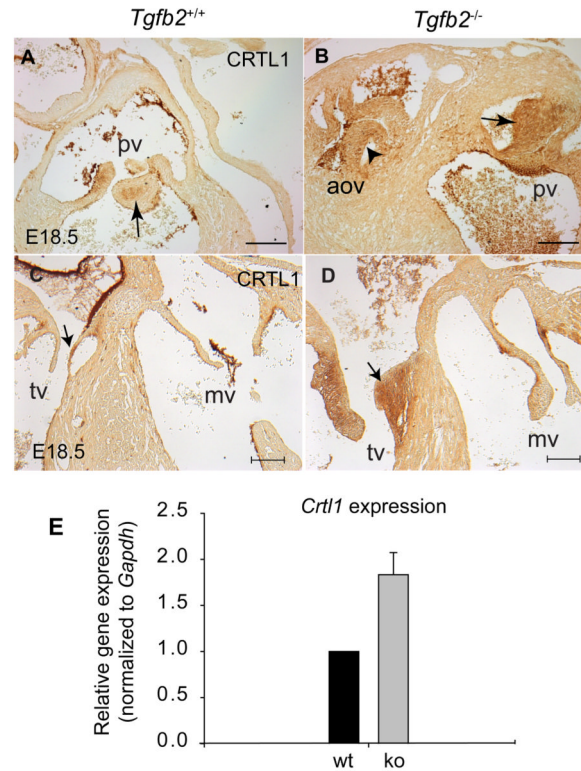 Tgfb2+/+
Tgfb2-/-
A
CRTL1
pv
E18.5
B
aov
pv
C
CRTL1
tv
mv
E18.5
D
tv
mv
E
Crtl1 expression
Relative gene expression
(normalized to Gapdh)
2.5
2.0
1.5
1.0
0.5
0.0
wt
ko